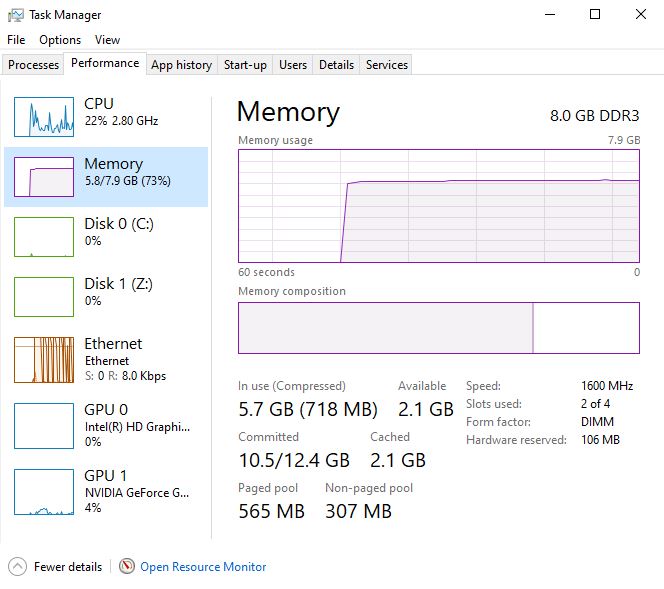 Task Manager
File Options View
Processes Performance App history Start-up Users Details Services
CPU
22% 2.80 GHz
Memory
5.8/7.9 GB (73%)
Disk 0 (C:)
0%
Disk 1 (Z:)
0%
Ethernet
Ethernet
S: 0 R: 8.0 Kbps
GPU 0
Intel(R) HD Graphi...
0%
GPU 1
NVIDIA GeForce G...
4%
Memory 8.0 GB DDR3
Memory usage 7.9 GB
60 seconds 0
Memory composition
In use (Compressed) Available
5.7 GB (718 MB) 2.1 GB
Committed Cached
10.5/12.4 GB 2.1 GB
Paged pool Non-paged pool
565 MB 307 MB
Speed: 1600 MHz
Slots used: 2 of 4
Form factor: DIMM
Hardware reserved: 106 MB
Fewer details Open Resource Monitor